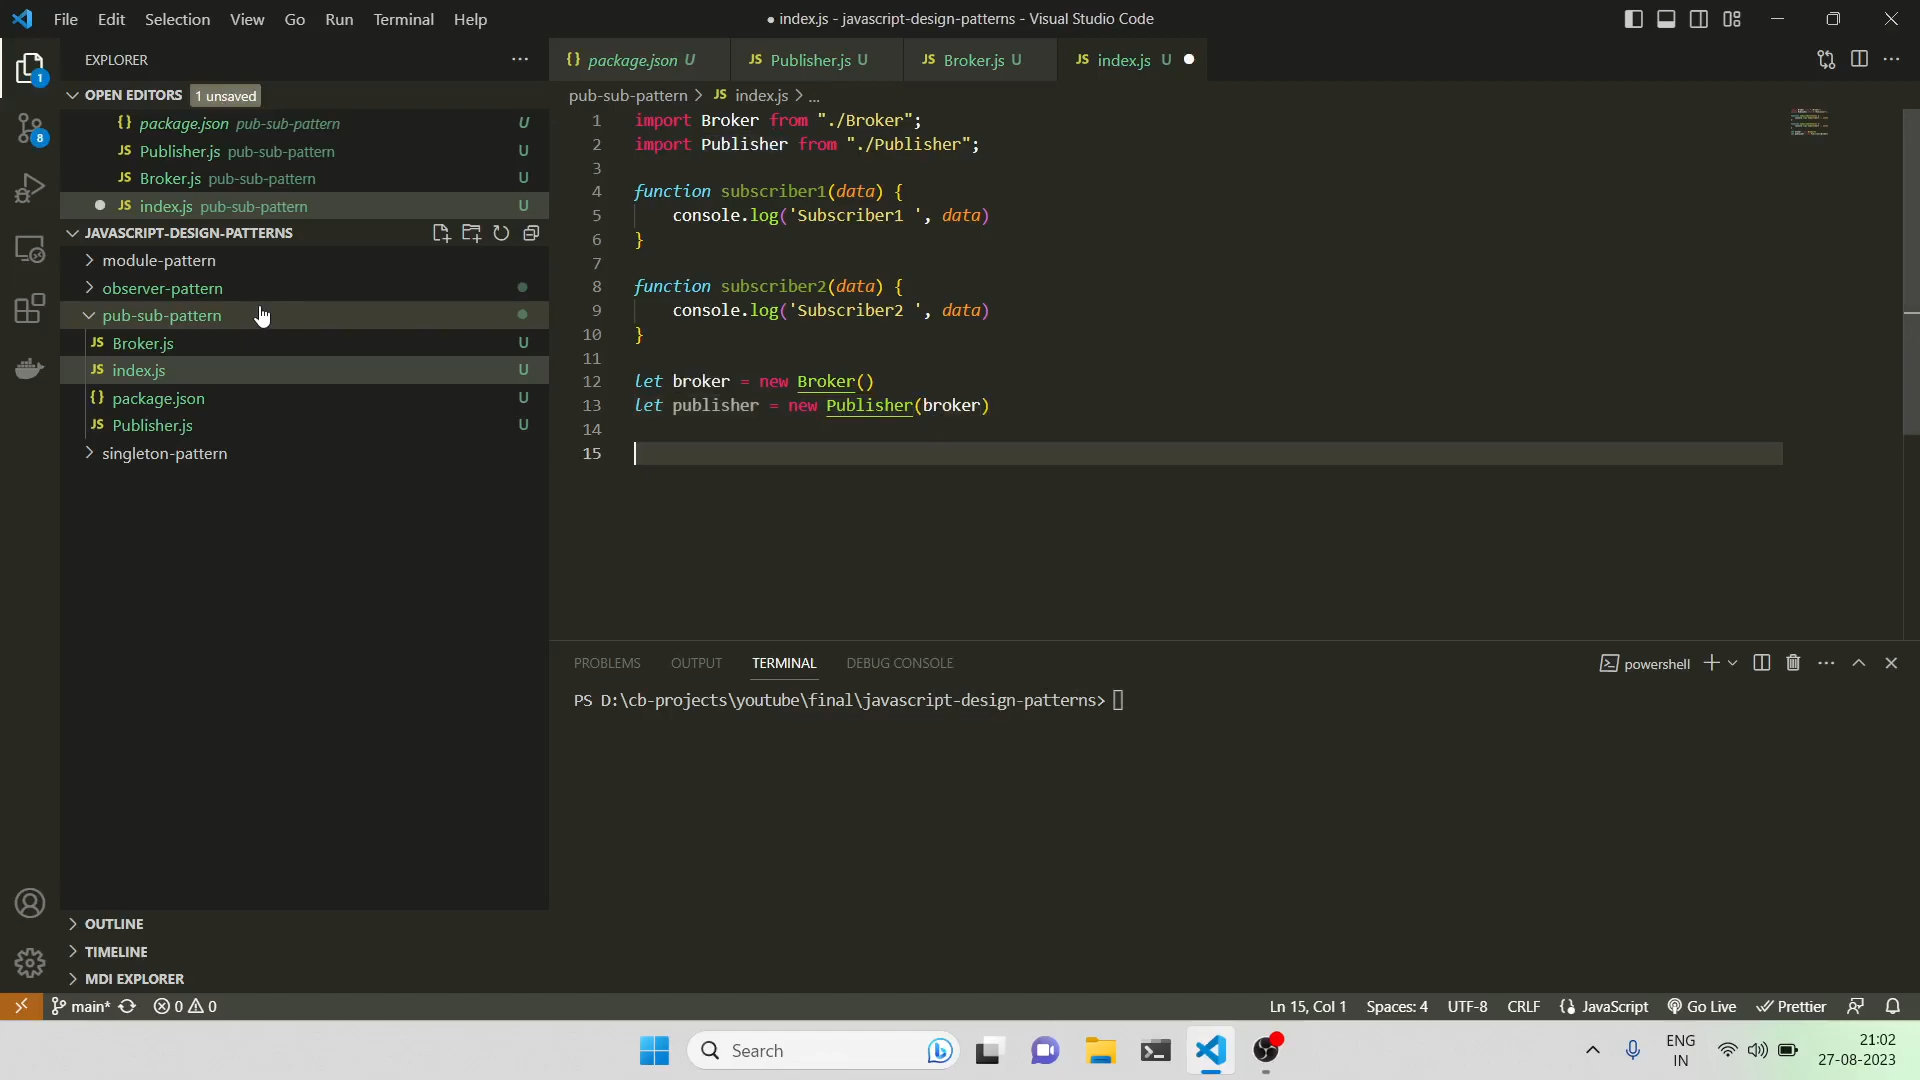 File Edit Selection View Go Run Terminal Help
● index.js - javascript-design-patterns - Visual Studio Code
EXPLORER
OPEN EDITORS 1 unsaved
package.json pub-sub-pattern U
JS Publisher.js pub-sub-pattern U
JS Broker.js pub-sub-pattern U
JS index.js pub-sub-pattern U
JAVASCRIPT-DESIGN-PATTERNS
module-pattern
observer-pattern
pub-sub-pattern
JS Broker.js U
JS index.js U
{} package.json U
JS Publisher.js U
singleton-pattern
OUTLINE
TIMELINE
MDI EXPLORER
1
8
{} package.json U JS Publisher.js U JS Broker.js U JS index.js U
pub-sub-pattern > JS index.js > ...
1 import Broker from "./Broker";
2 import Publisher from "./Publisher";
3
4 function subscriber1(data) {
5 console.log('Subscriber1 ', data)
6 }
7
8 function subscriber2(data) {
9 console.log('Subscriber2 ', data)
10 }
11
12 let broker = new Broker()
13 let publisher = new Publisher(broker)
14
15
PROBLEMS OUTPUT TERMINAL DEBUG CONSOLE powershell
PS D:\cb-projects\youtube\final\javascript-design-patterns>
main* 0 0 Ln 15, Col 1 Spaces: 4 UTF-8 CRLF {} JavaScript Go Live Prettier
Search
ENG
IN
21:02
27-08-2023